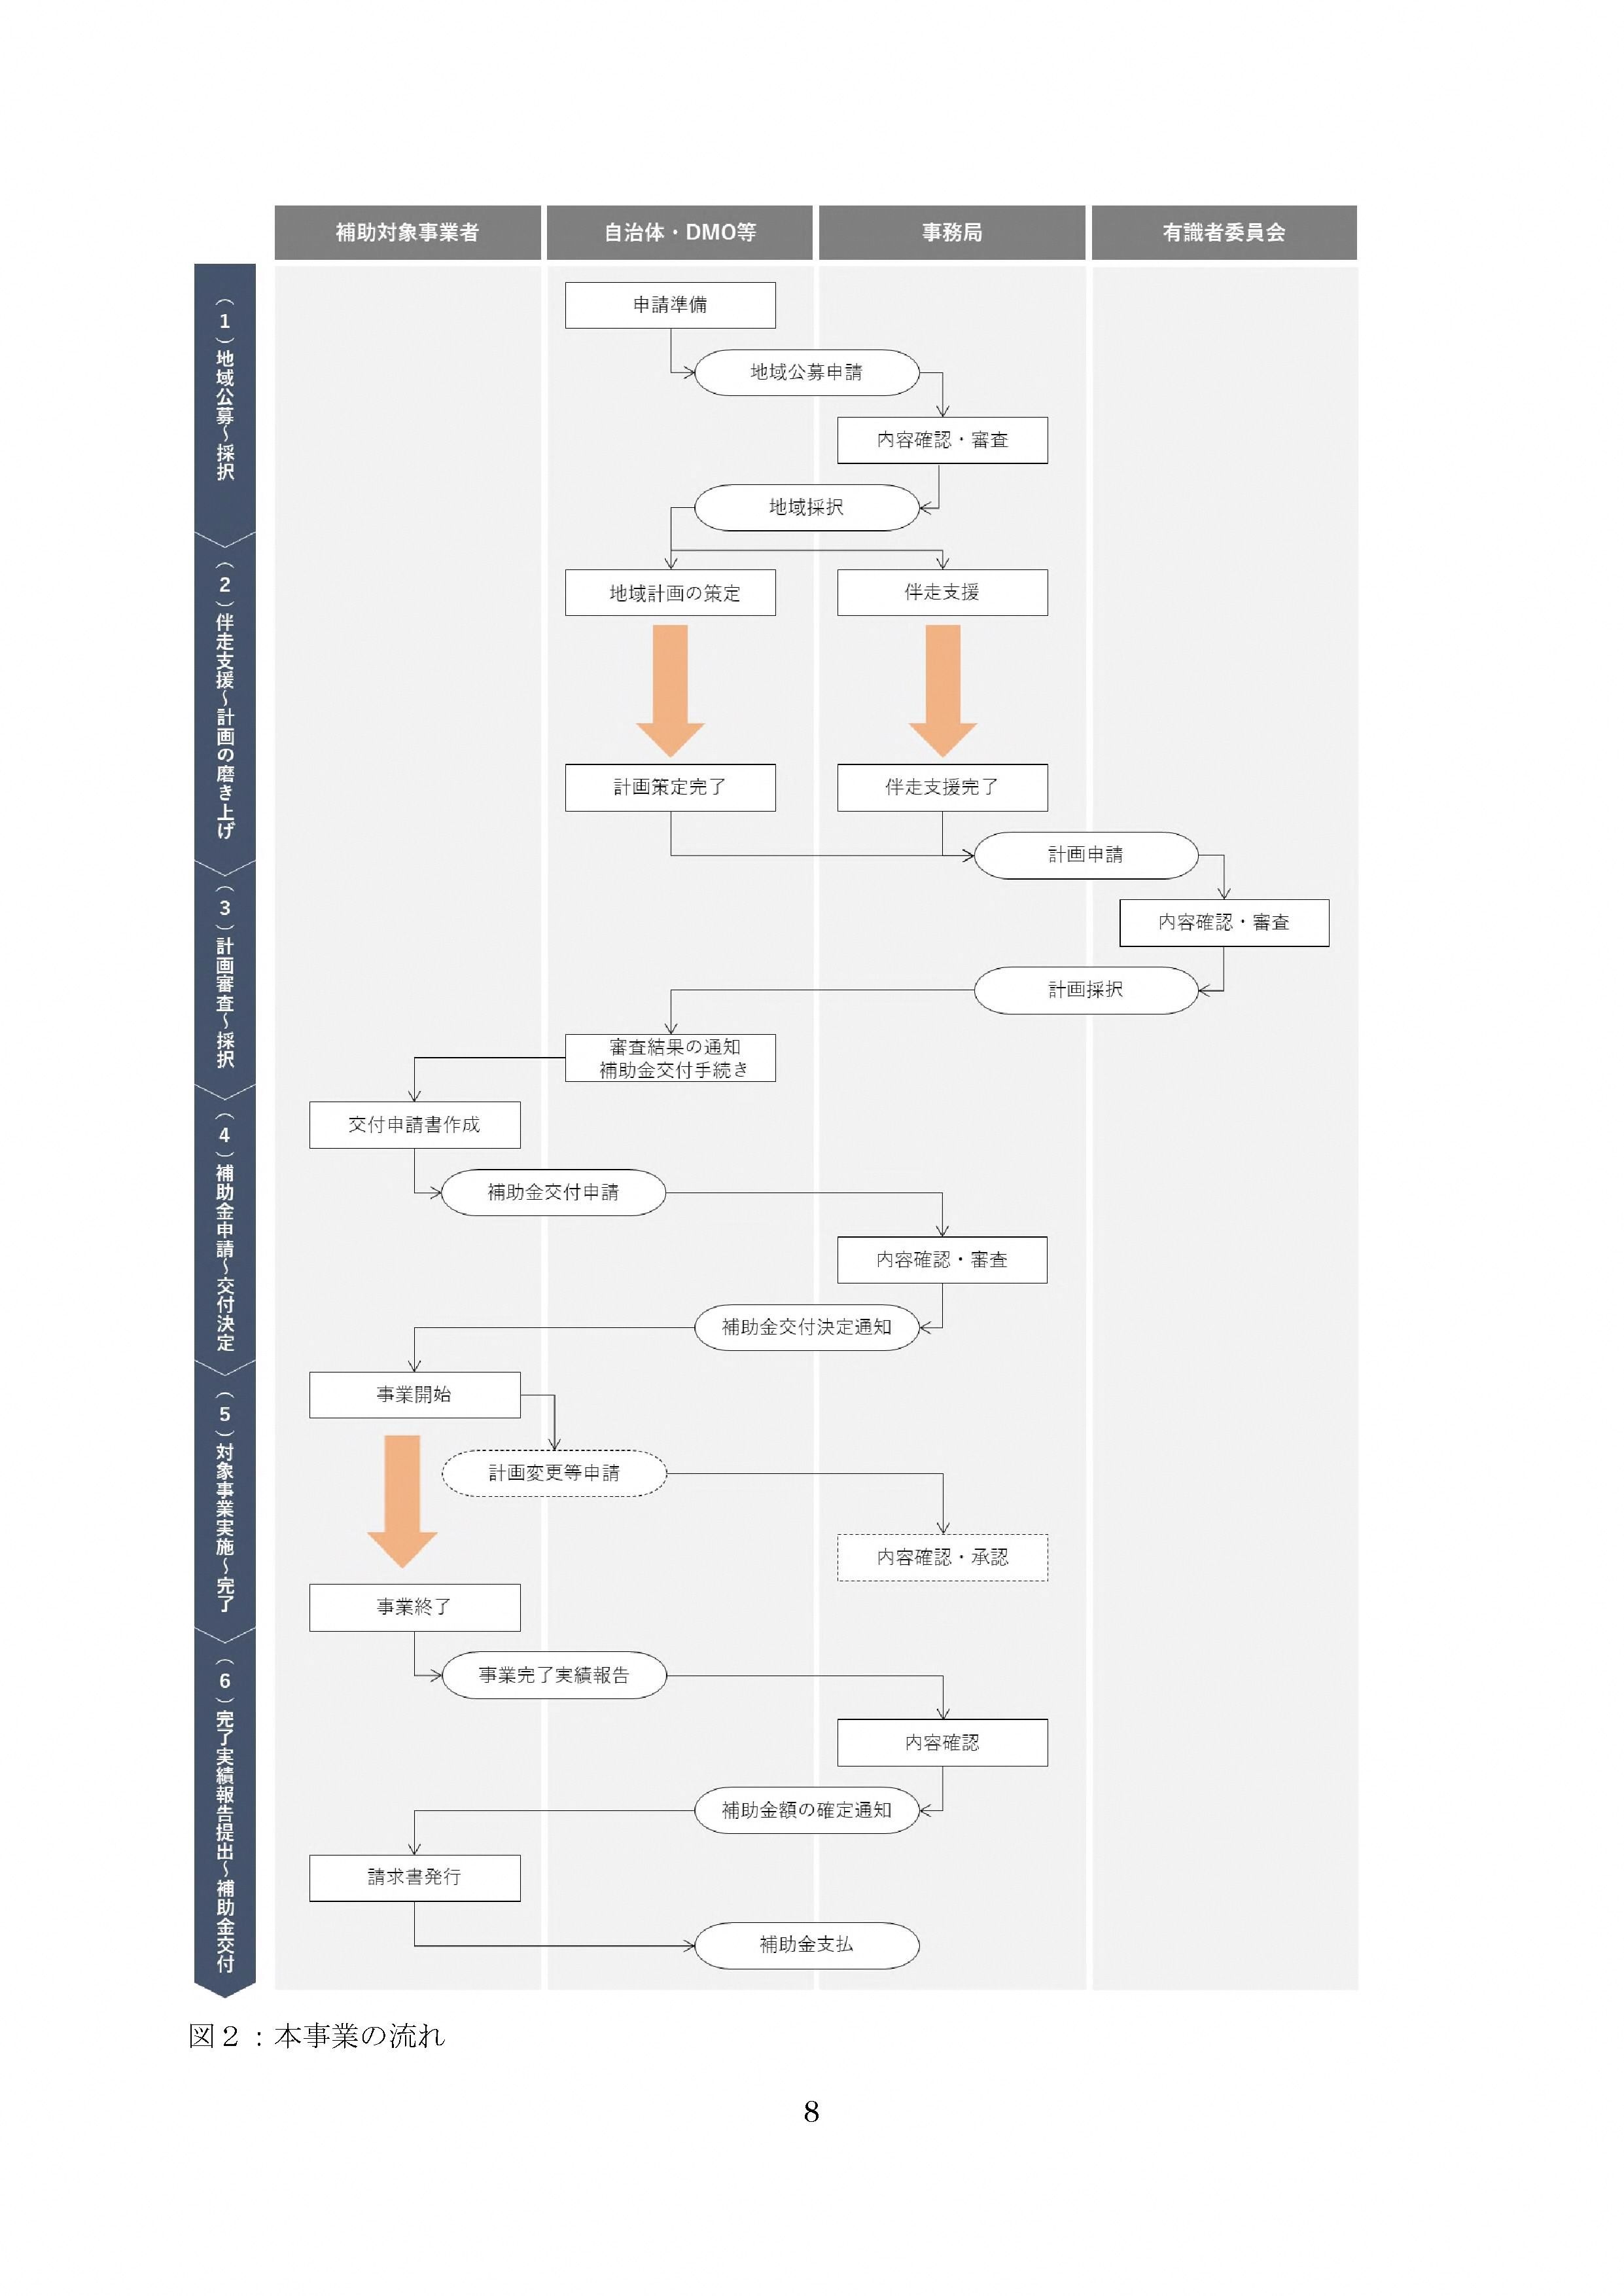 補助対象事業者
自治体・DMO等
事務局
有識者委員会
（1）地域公募～採択
申請準備
地域公募申請
内容確認・審査
地域採択
（2）伴走支援～計画の磨き上げ
地域計画の策定
伴走支援
計画策定完了
伴走支援完了
計画申請
（3）計画審査～採択
内容確認・審査
計画採択
審査結果の通知
補助金交付手続き
（4）補助金申請～交付決定
交付申請書作成
補助金交付申請
内容確認・審査
補助金交付決定通知
（5）対象事業実施～完了
事業開始
計画変更等申請
内容確認・承認
事業終了
（6）完了実績報告提出～補助金交付
事業完了実績報告
内容確認
補助金額の確定通知
請求書発行
補助金支払
図２：本事業の流れ
8